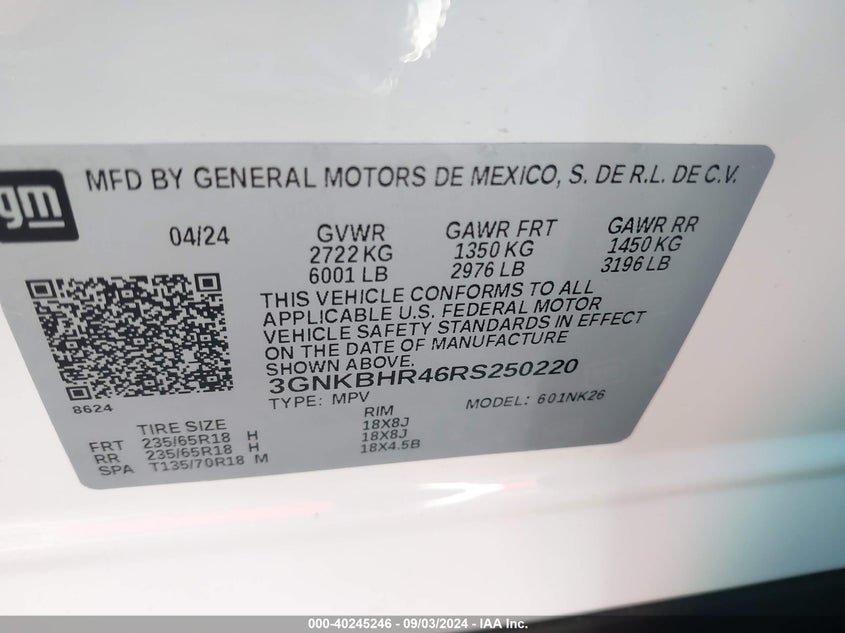 gm
MFD BY GENERAL MOTORS DE MEXICO, S. DE R.L. DE C.V.
04/24 GVWR GAWR FRT GAWR RR
2722 KG 1350 KG 1450 KG
6001 LB 2976 LB 3196 LB
THIS VEHICLE CONFORMS TO ALL
APPLICABLE U.S. FEDERAL MOTOR
VEHICLE SAFETY STANDARDS IN EFFECT
ON THE DATE OF MANUFACTURE
SHOWN ABOVE.
3GNKBHR46RS250220
8624
TYPE: MPV MODEL: 601NK26
TIRE SIZE RIM
FRT 235/65R18 H 18X8J
RR 235/65R18 H 18X8J
SPA T135/70R18 M 18X4.5B
000-40245246 - 09/03/2024 - IAA Inc.